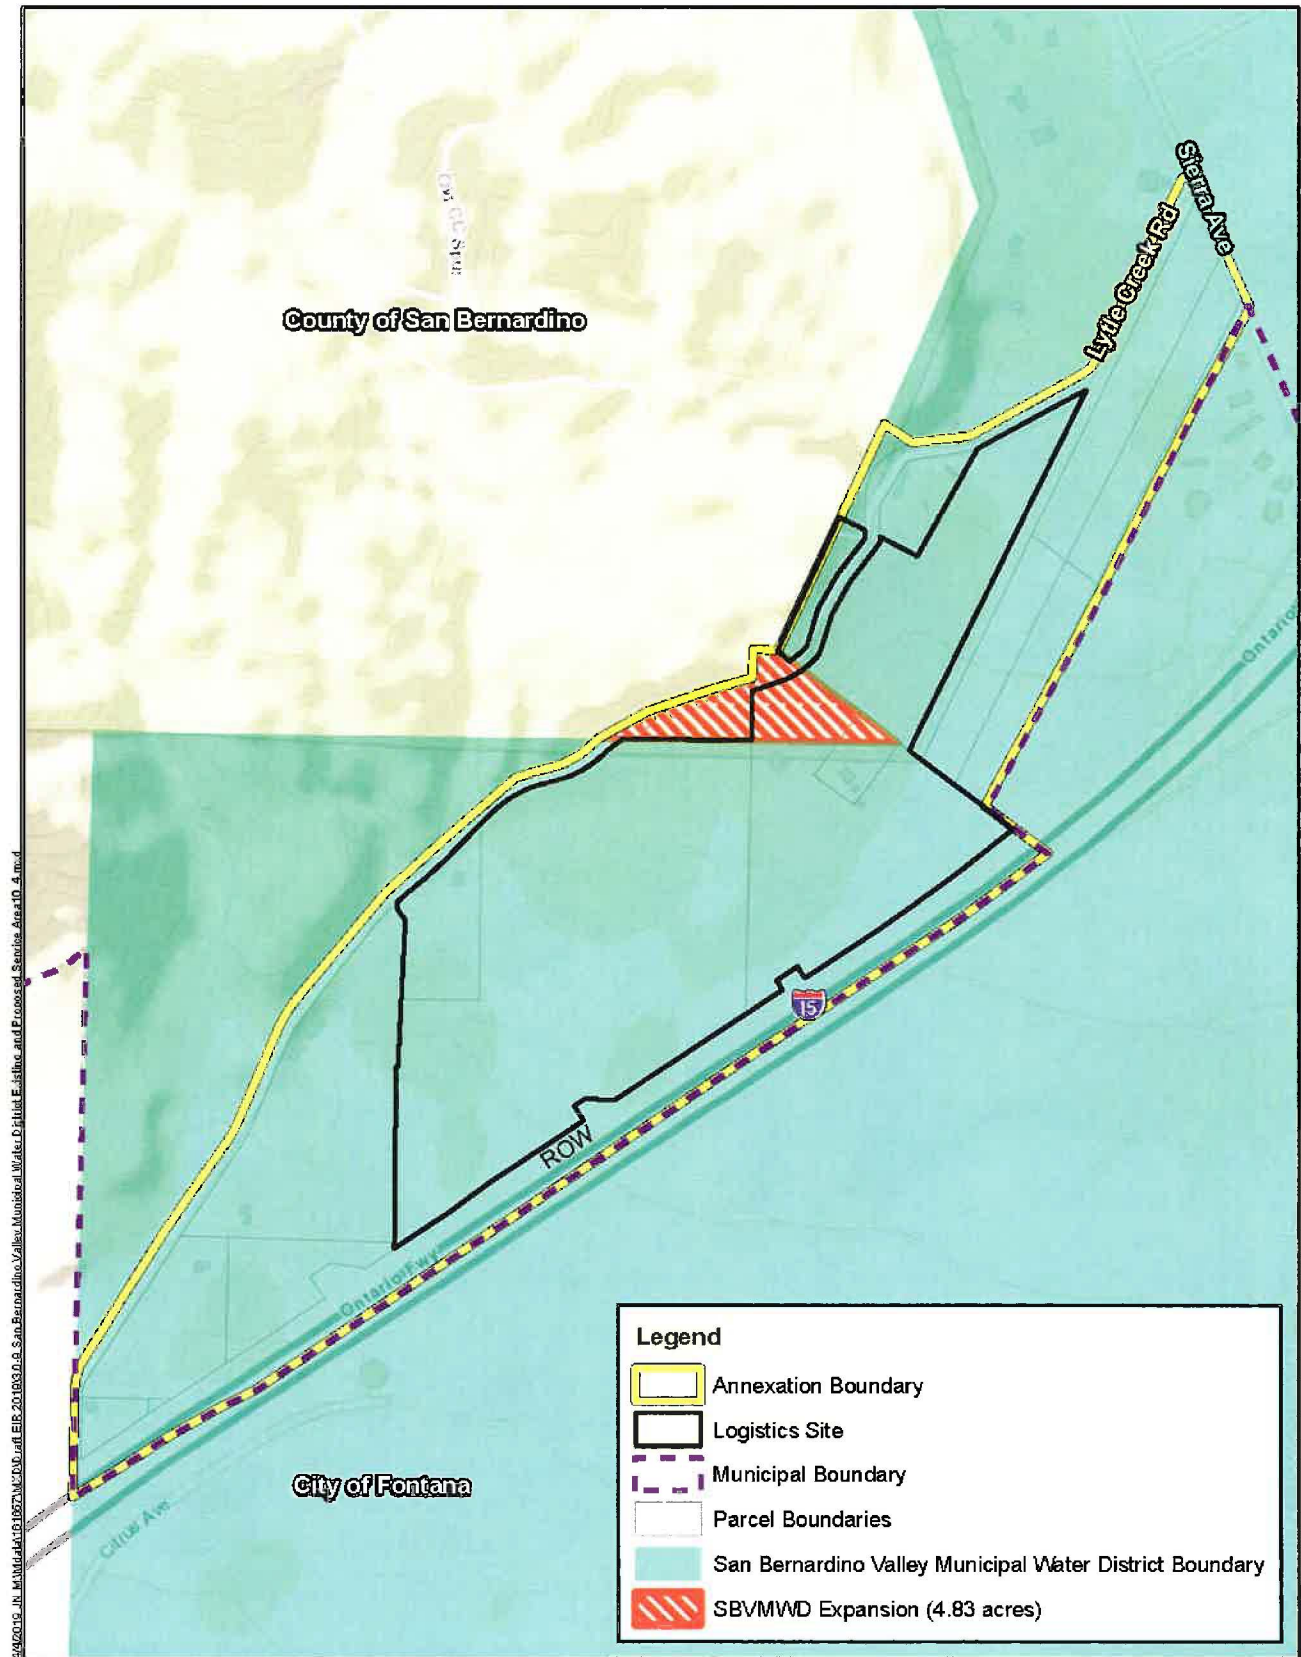 Sierra Ave
Lytle Creek Rd
County of San Bernardino
Ontario
15
ROW
Ontario Fwy
City of Fontana
Citrus Ave
Legend
Annexation Boundary
Logistics Site
Municipal Boundary
Parcel Boundaries
San Bernardino Valley Municipal Water District Boundary
SBVMWD Expansion (4.83 acres)